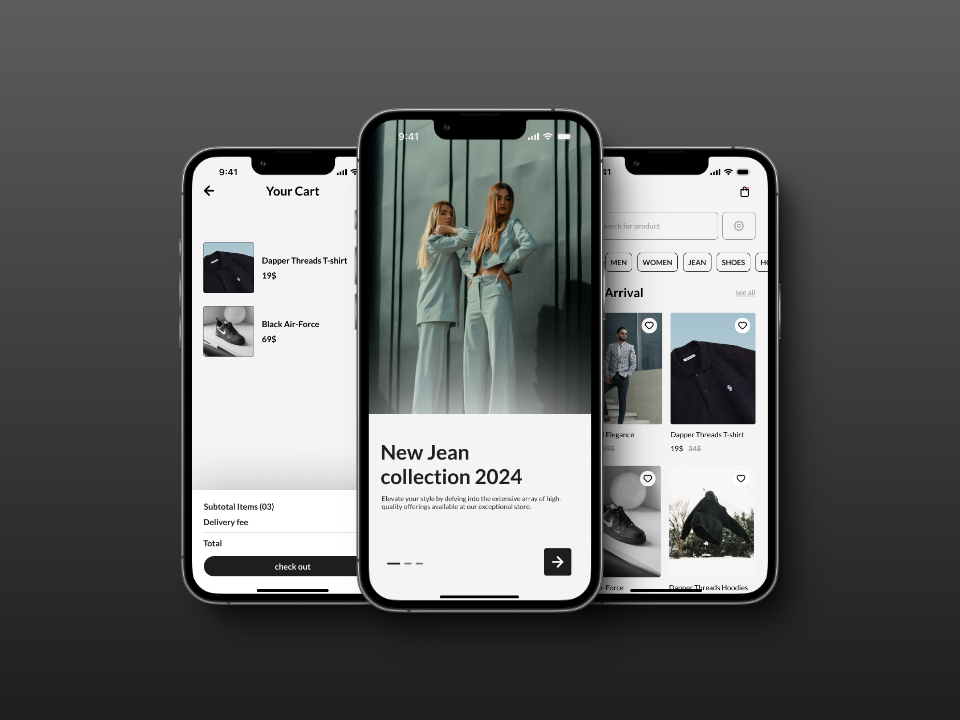 9:41
Your Cart
Dapper Threads T-shirt
19$
Black Air-Force
69$
Subtotal Items (03)
Delivery fee
Total
check out
9:41
New Jean
collection 2024
Elevate your style by delving into the extensive array of high-
quality offerings available at our exceptional store.
41
earch for product
MEN WOMEN JEAN SHOES HO
Arrival see all
Elegance
Dapper Threads T-shirt
19$ 34$
-Force
Dapper Threads Hoodies